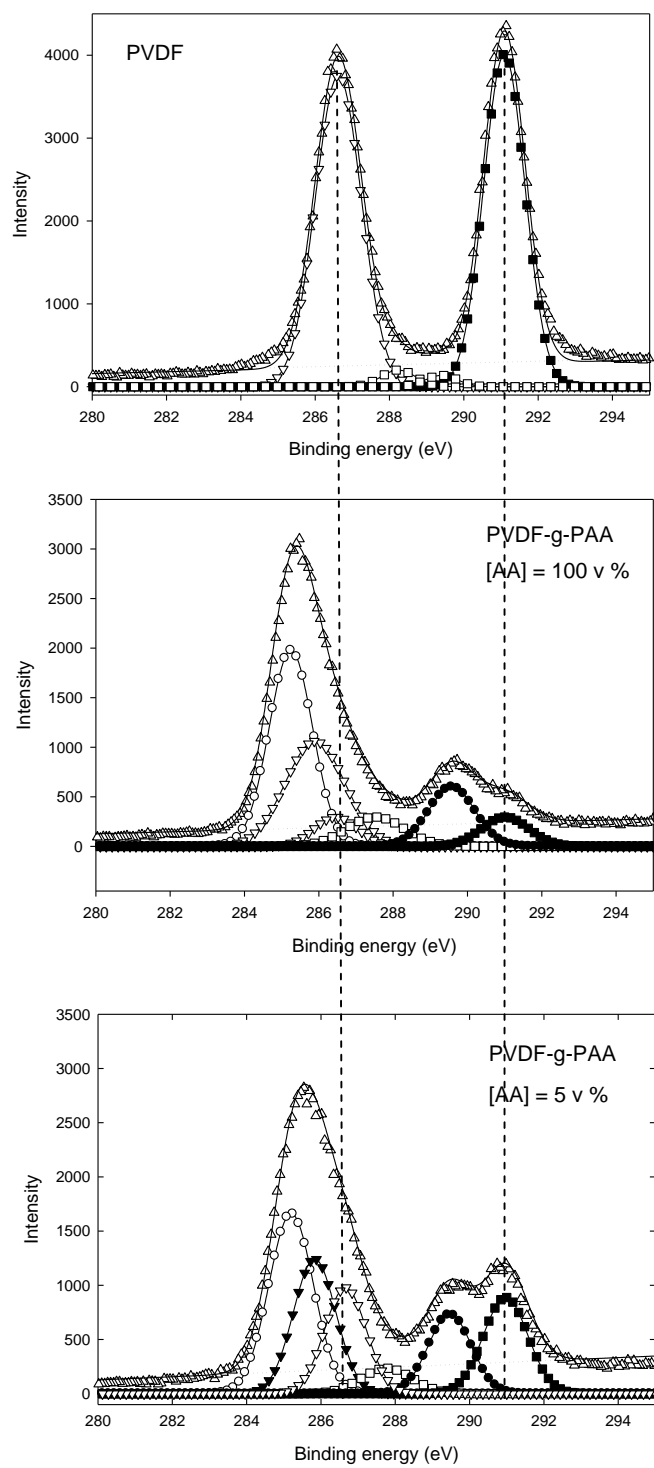 PVDF
4000
3000
2000
1000
0
Intensity
280 282 284 286 288 290 292 294
Binding energy (eV)
3500
3000
2500
2000
1500
1000
500
0
Intensity
PVDF-g-PAA
[AA] = 100 v %
280 282 284 286 288 290 292 294
Binding energy (eV)
3500
3000
2500
2000
1500
1000
500
0
Intensity
PVDF-g-PAA
[AA] = 5 v %
280 282 284 286 288 290 292 294
Binding energy (eV)